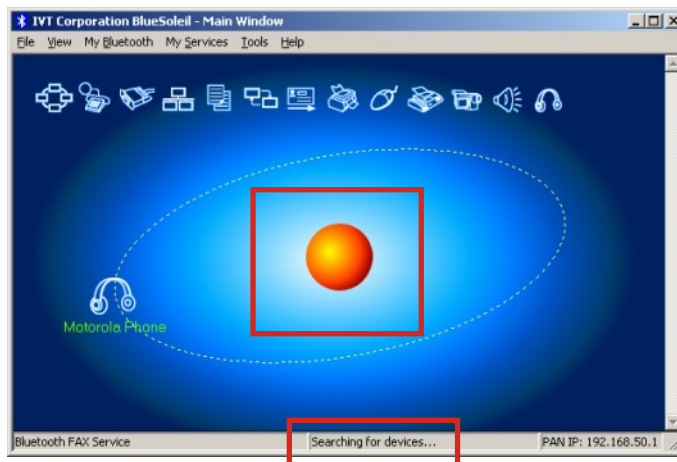 IVT Corporation BlueSoleil - Main Window
File View My Bluetooth My Services Tools Help
Motorola Phone
Bluetooth FAX Service Searching for devices... PAN IP: 192.168.50.1